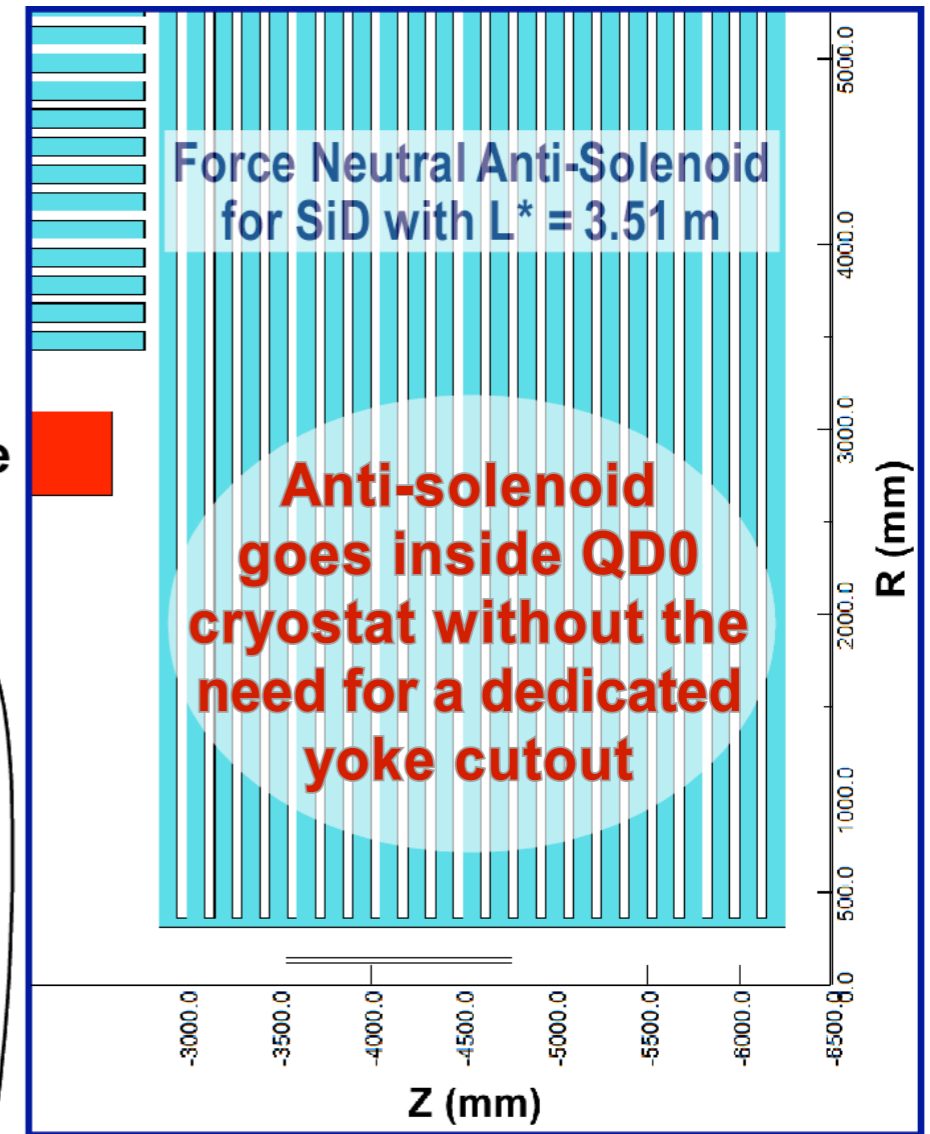 Force Neutral Anti-Solenoid
for SiD with L* = 3.51 m
Anti-solenoid
goes inside QD0
cryostat without the
need for a dedicated
yoke cutout
e
5000.0
4000.0
3000.0
2000.0
1000.0
500.0
0.0
R (mm)
-3000.0
-3500.0
-4000.0
-4500.0
-5000.0
-5500.0
-6000.0
-6500.0
Z (mm)